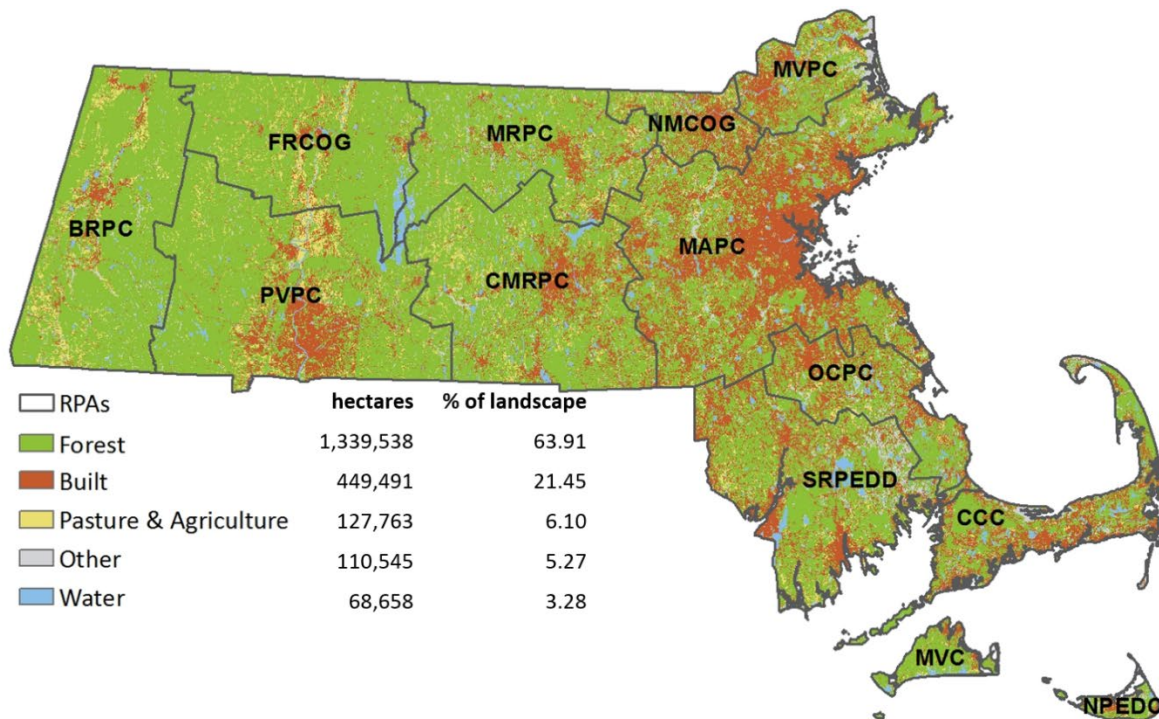 MVPC
NMCOG
MRPC
FRCOG
BRPC
MAPC
CMRPC
PVPC
OCPC
SRPEDD
CCC
MVC
NPEDC
hectares % of landscape
RPAs
Forest 1,339,538 63.91
Built 449,491 21.45
Pasture & Agriculture 127,763 6.10
Other 110,545 5.27
Water 68,658 3.28